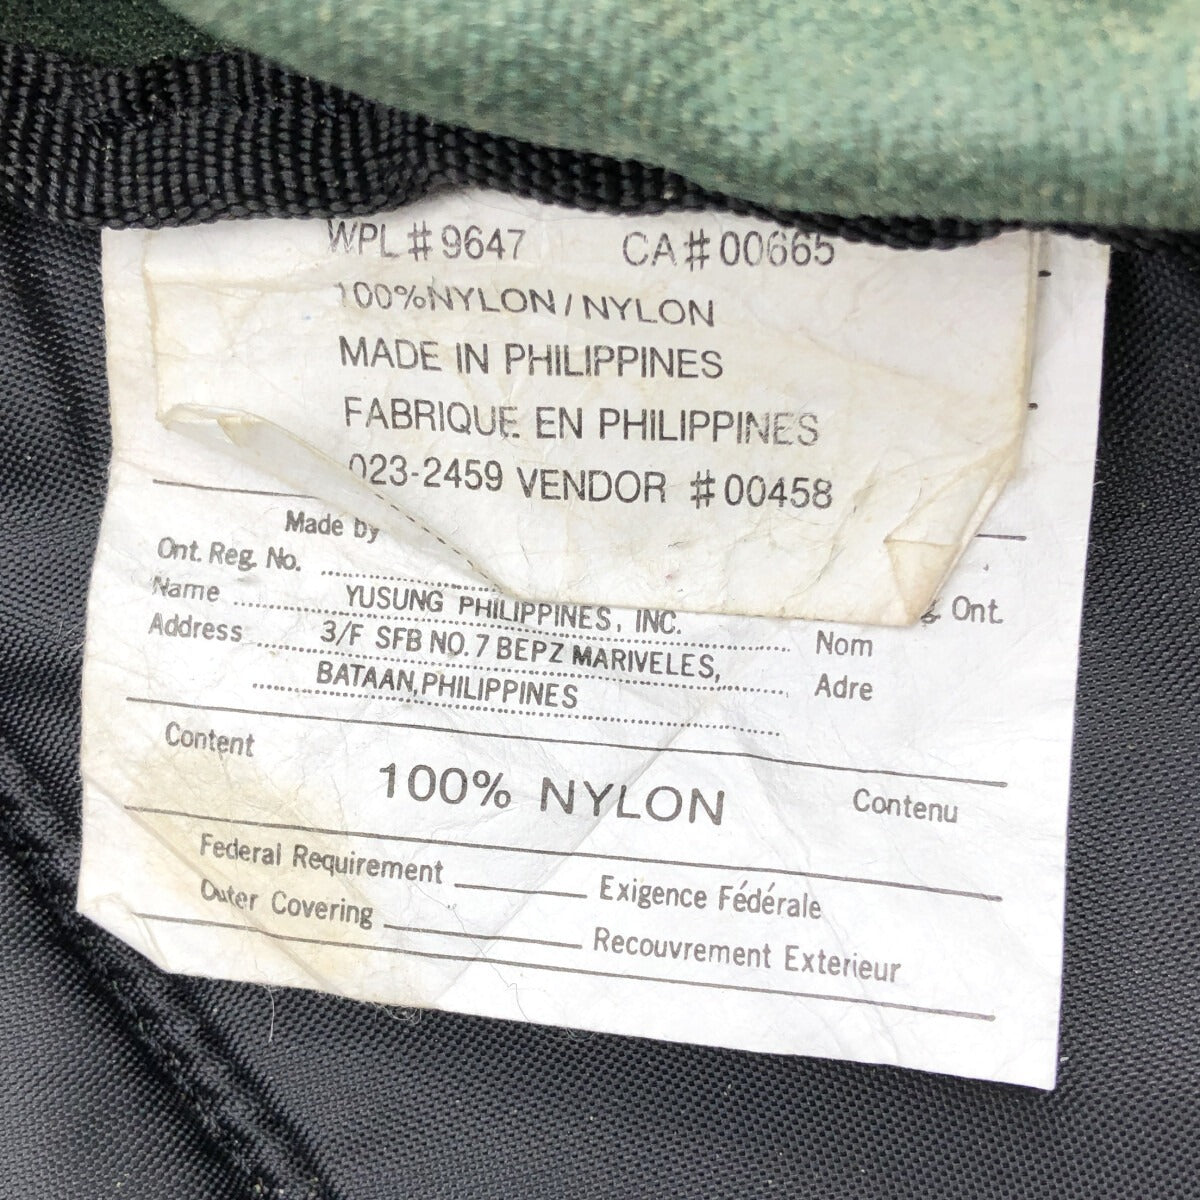 WPL # 9647 CA# 00665
100%NYLON/NYLON
MADE IN PHILIPPINES
FABRIQUE EN PHILIPPINES
023-2459 VENDOR #00458
Made by
Ont. Reg. No. Ont.
Name YUSUNG PHILIPPINES, INC. Nom
Address 3/F SFB NO. 7 BEPZ MARIVELES, Adre
BATAAN, PHILIPPINES
Content 100% NYLON Contenu
Federal Requirement Exigence Fédérale
Outer Covering Recouvrement Exterieur